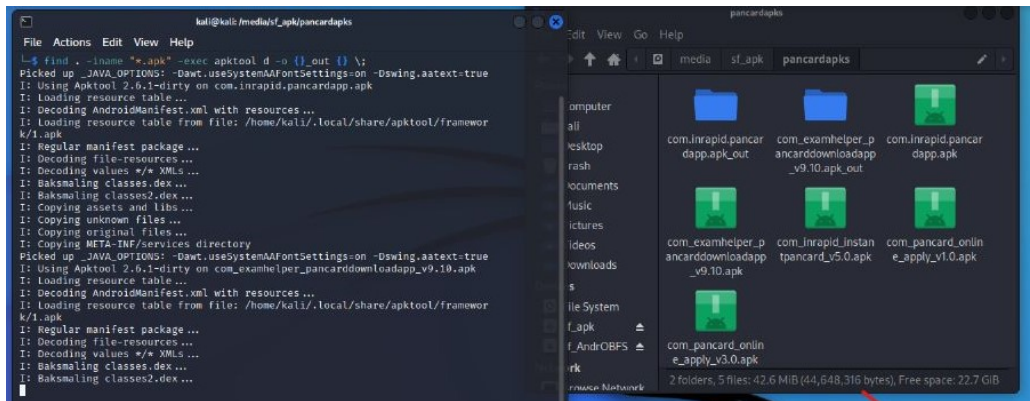 kali@kali: /media/sf_apk/pancardapks
File Actions Edit View Help
└─$ find . -iname "*.apk" -exec apktool d -o {}_out {} \;
Picked up _JAVA_OPTIONS: -Dawt.useSystemAAFontSettings=on -Dswing.aatext=true
I: Using Apktool 2.6.1-dirty on com.inrapid.pancardapp.apk
I: Loading resource table...
I: Decoding AndroidManifest.xml with resources...
I: Loading resource table from file: /home/kali/.local/share/apktool/framewor
k/1.apk
I: Regular manifest package...
I: Decoding file-resources...
I: Decoding values */* XMLs...
I: Baksmaling classes.dex...
I: Baksmaling classes2.dex...
I: Copying assets and libs...
I: Copying unknown files...
I: Copying original files...
I: Copying META-INF/services directory
Picked up _JAVA_OPTIONS: -Dawt.useSystemAAFontSettings=on -Dswing.aatext=true
I: Using Apktool 2.6.1-dirty on com_examhelper_pancarddownloadapp_v9.10.apk
I: Loading resource table...
I: Decoding AndroidManifest.xml with resources...
I: Loading resource table from file: /home/kali/.local/share/apktool/framewor
k/1.apk
I: Regular manifest package...
I: Decoding file-resources...
I: Decoding values */* XMLs...
I: Baksmaling classes.dex...
I: Baksmaling classes2.dex...
pancardapks
Edit View Go Help
media sf_apk pancardapks
omputer
ali
esktop
rash
ocuments
usic
ictures
ideos
ownloads
s
ile System
f_apk
f_AndrOBFS
rk
rowse Network
com.inrapid.pancar
dapp.apk_out
com_examhelper_p
ancarddownloadapp
_v9.10.apk_out
com.inrapid.pancar
dapp.apk
com_examhelper_p
ancarddownloadapp
_v9.10.apk
com_inrapid_instan
tpancard_v5.0.apk
com_pancard_onlin
e_apply_v1.0.apk
com_pancard_onlin
e_apply_v3.0.apk
2 folders, 5 files: 42.6 MiB (44,648,316 bytes), Free space: 22.7 GiB